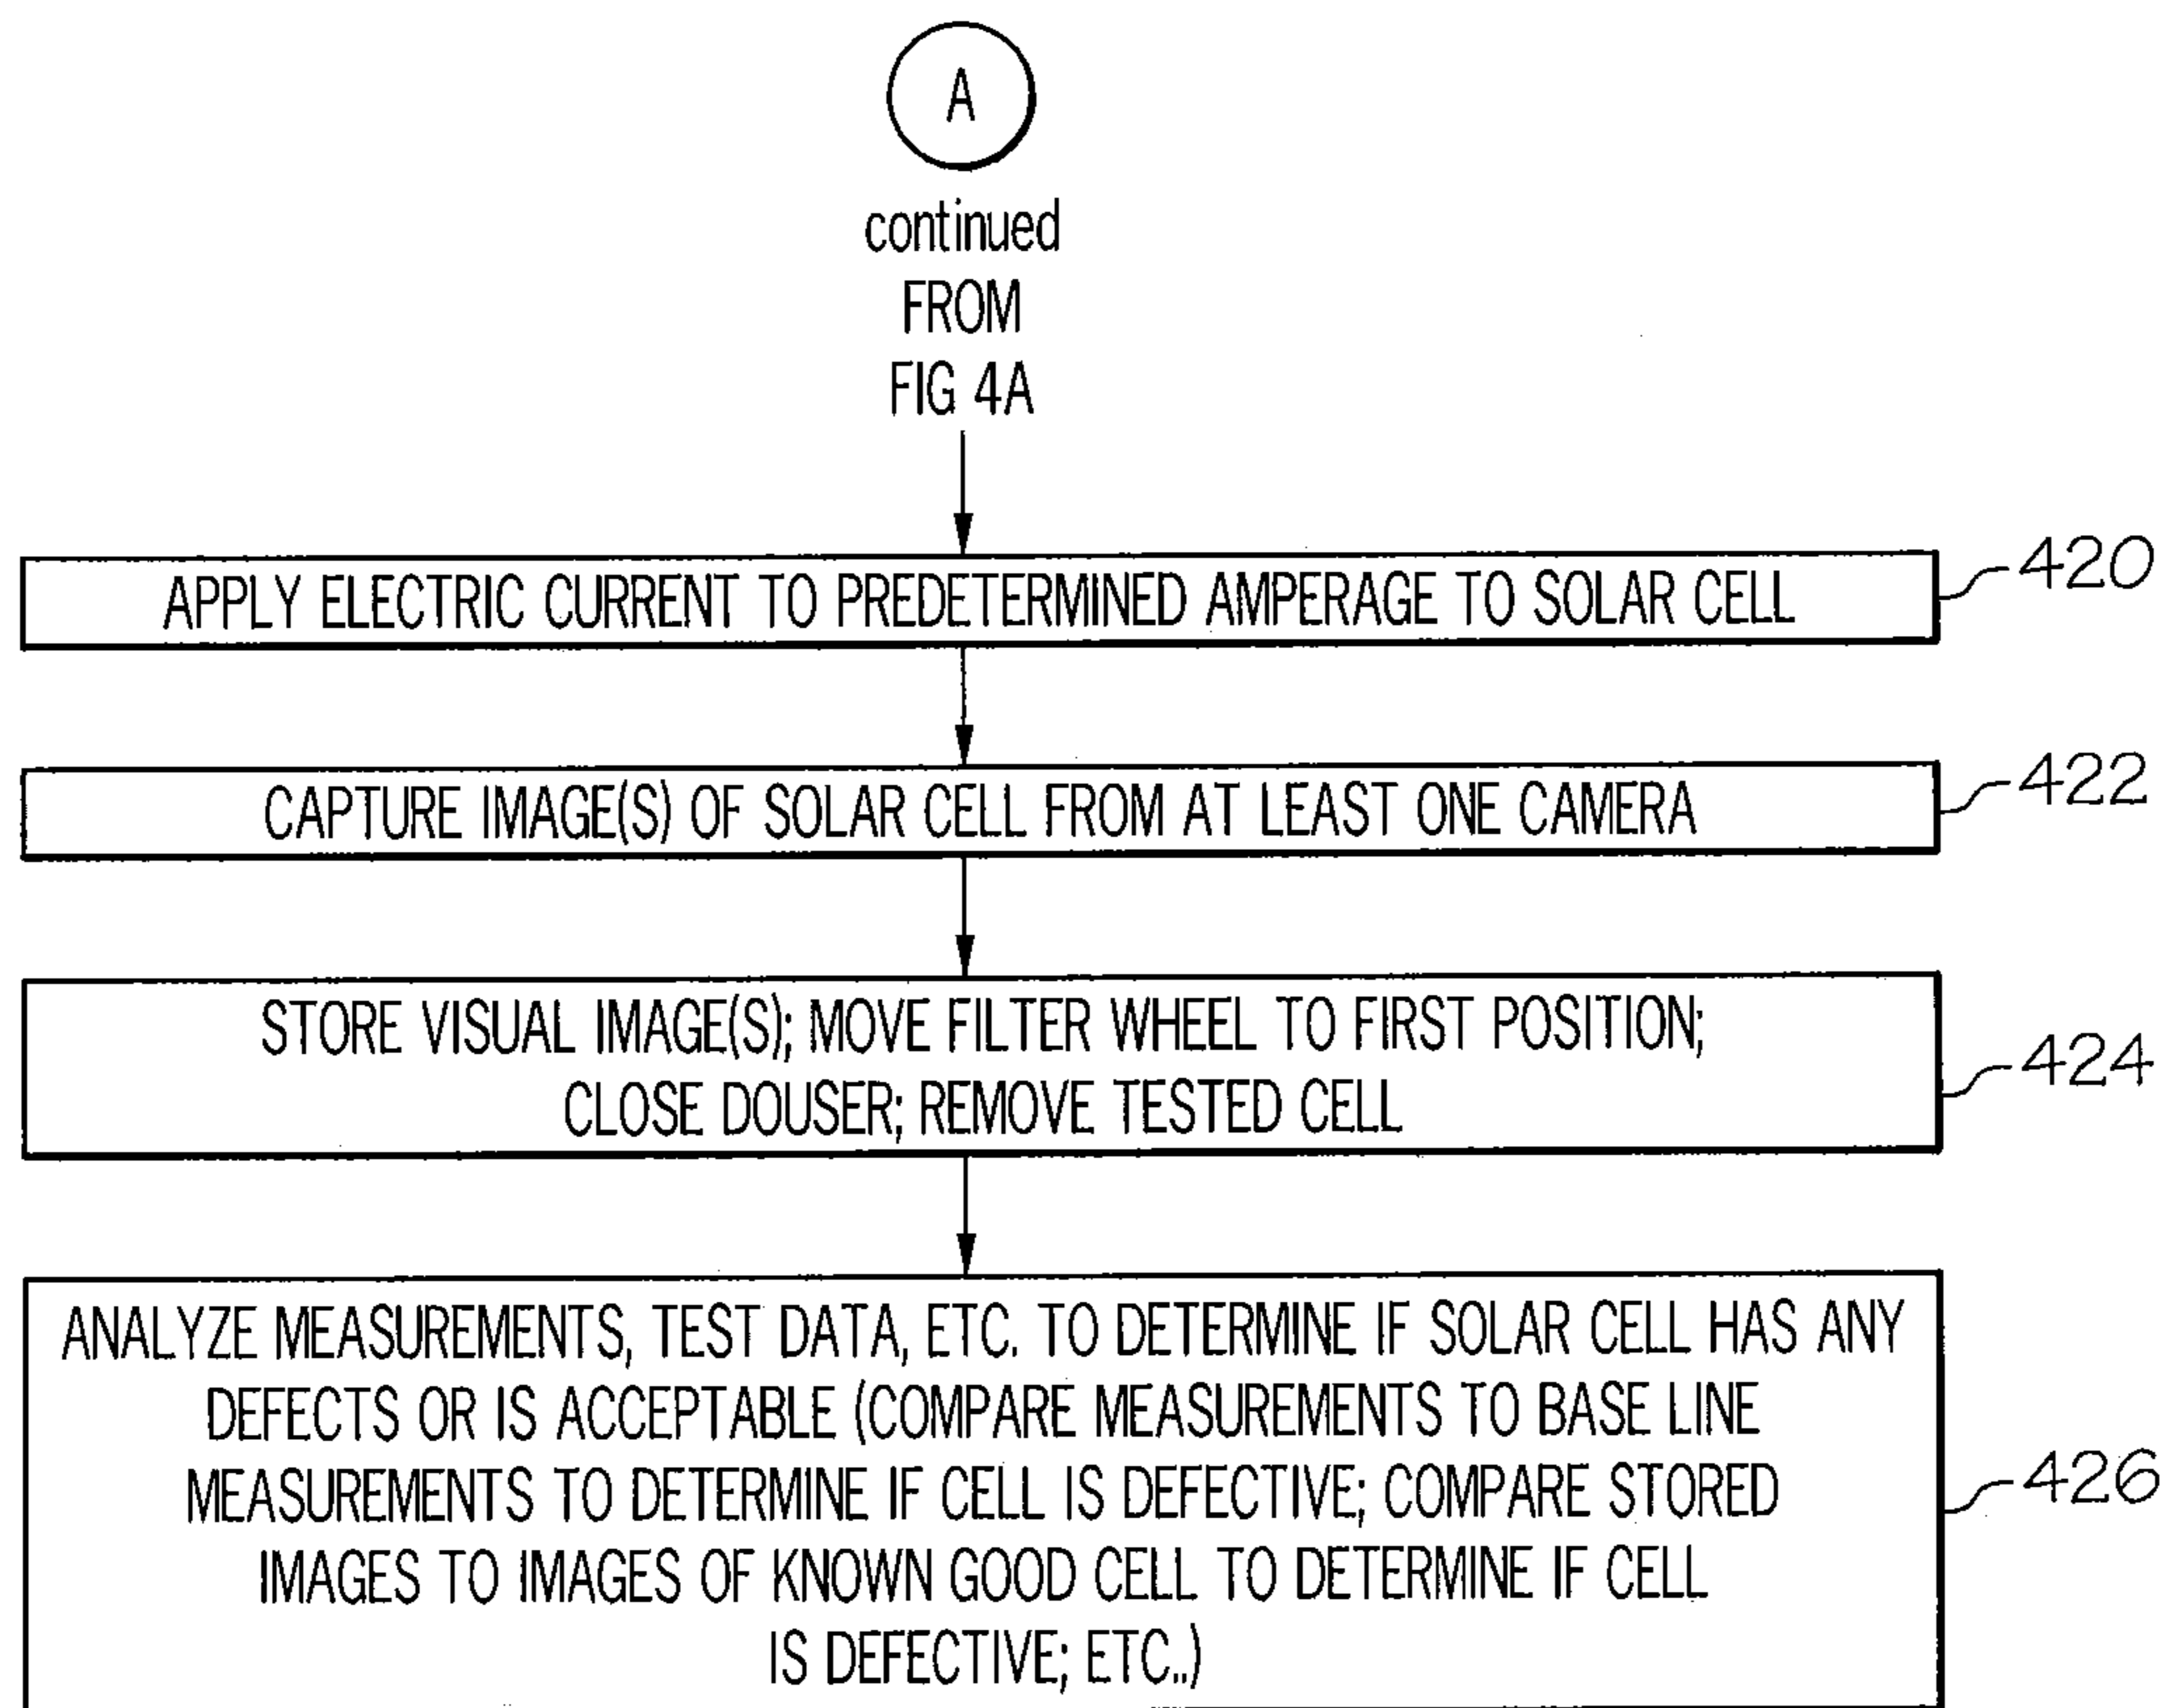 A
continued
FROM
FIG 4A
APPLY ELECTRIC CURRENT TO PREDETERMINED AMPERAGE TO SOLAR CELL
420
CAPTURE IMAGE(S) OF SOLAR CELL FROM AT LEAST ONE CAMERA
422
STORE VISUAL IMAGE(S); MOVE FILTER WHEEL TO FIRST POSITION;
CLOSE DOUSER; REMOVE TESTED CELL
424
ANALYZE MEASUREMENTS, TEST DATA, ETC. TO DETERMINE IF SOLAR CELL HAS ANY
DEFECTS OR IS ACCEPTABLE (COMPARE MEASUREMENTS TO BASE LINE
MEASUREMENTS TO DETERMINE IF CELL IS DEFECTIVE; COMPARE STORED
IMAGES TO IMAGES OF KNOWN GOOD CELL TO DETERMINE IF CELL
IS DEFECTIVE; ETC..)
426